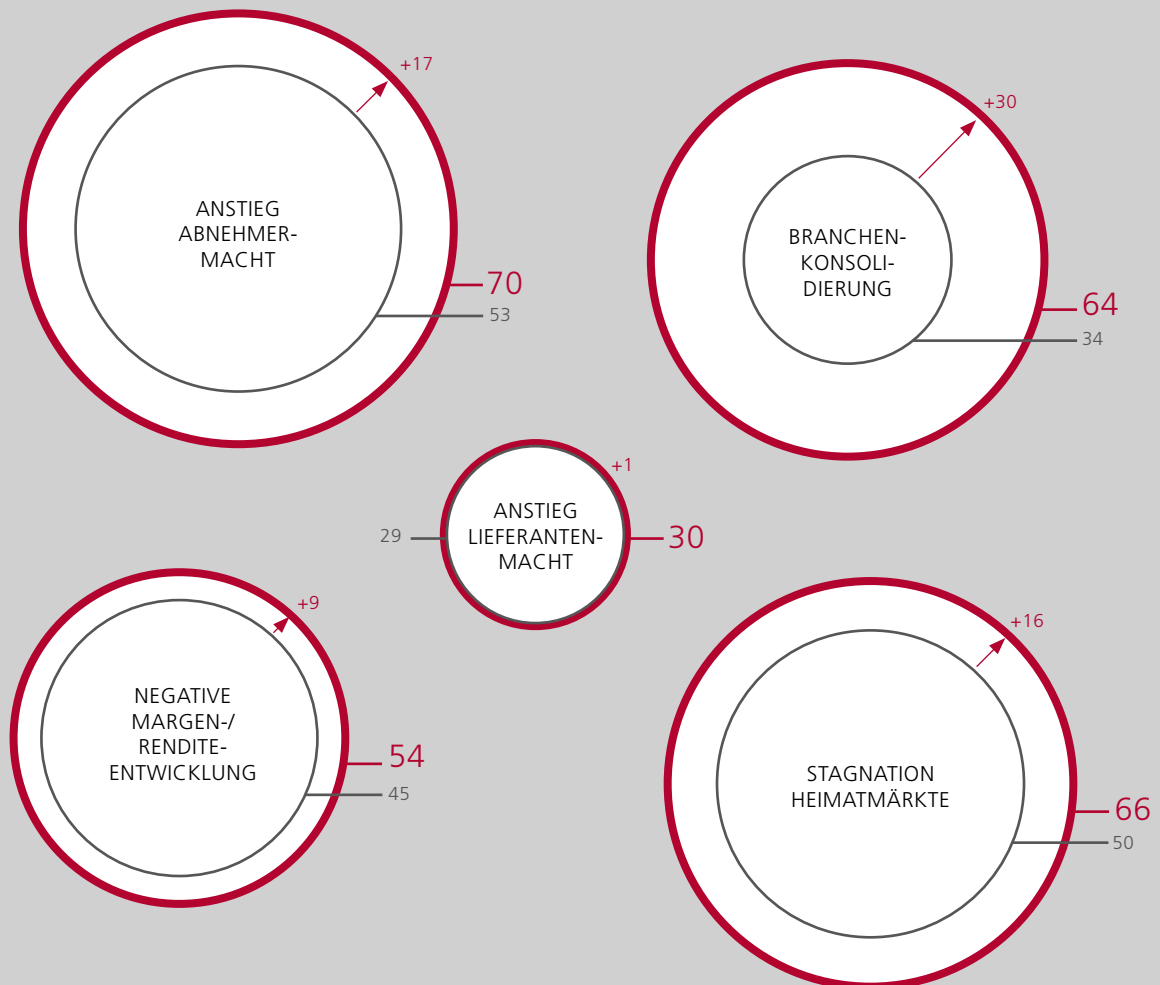 +17
ANSTIEG
ABNEHMER-
MACHT
70
53
+30
BRANCHEN-
KONSOLI-
DIERUNG
64
34
+1
ANSTIEG
LIEFERANTEN-
MACHT
29
30
+9
NEGATIVE
MARGEN-/
RENDITE-
ENTWICKLUNG
54
45
+16
STAGNATION
HEIMATMÄRKTE
66
50